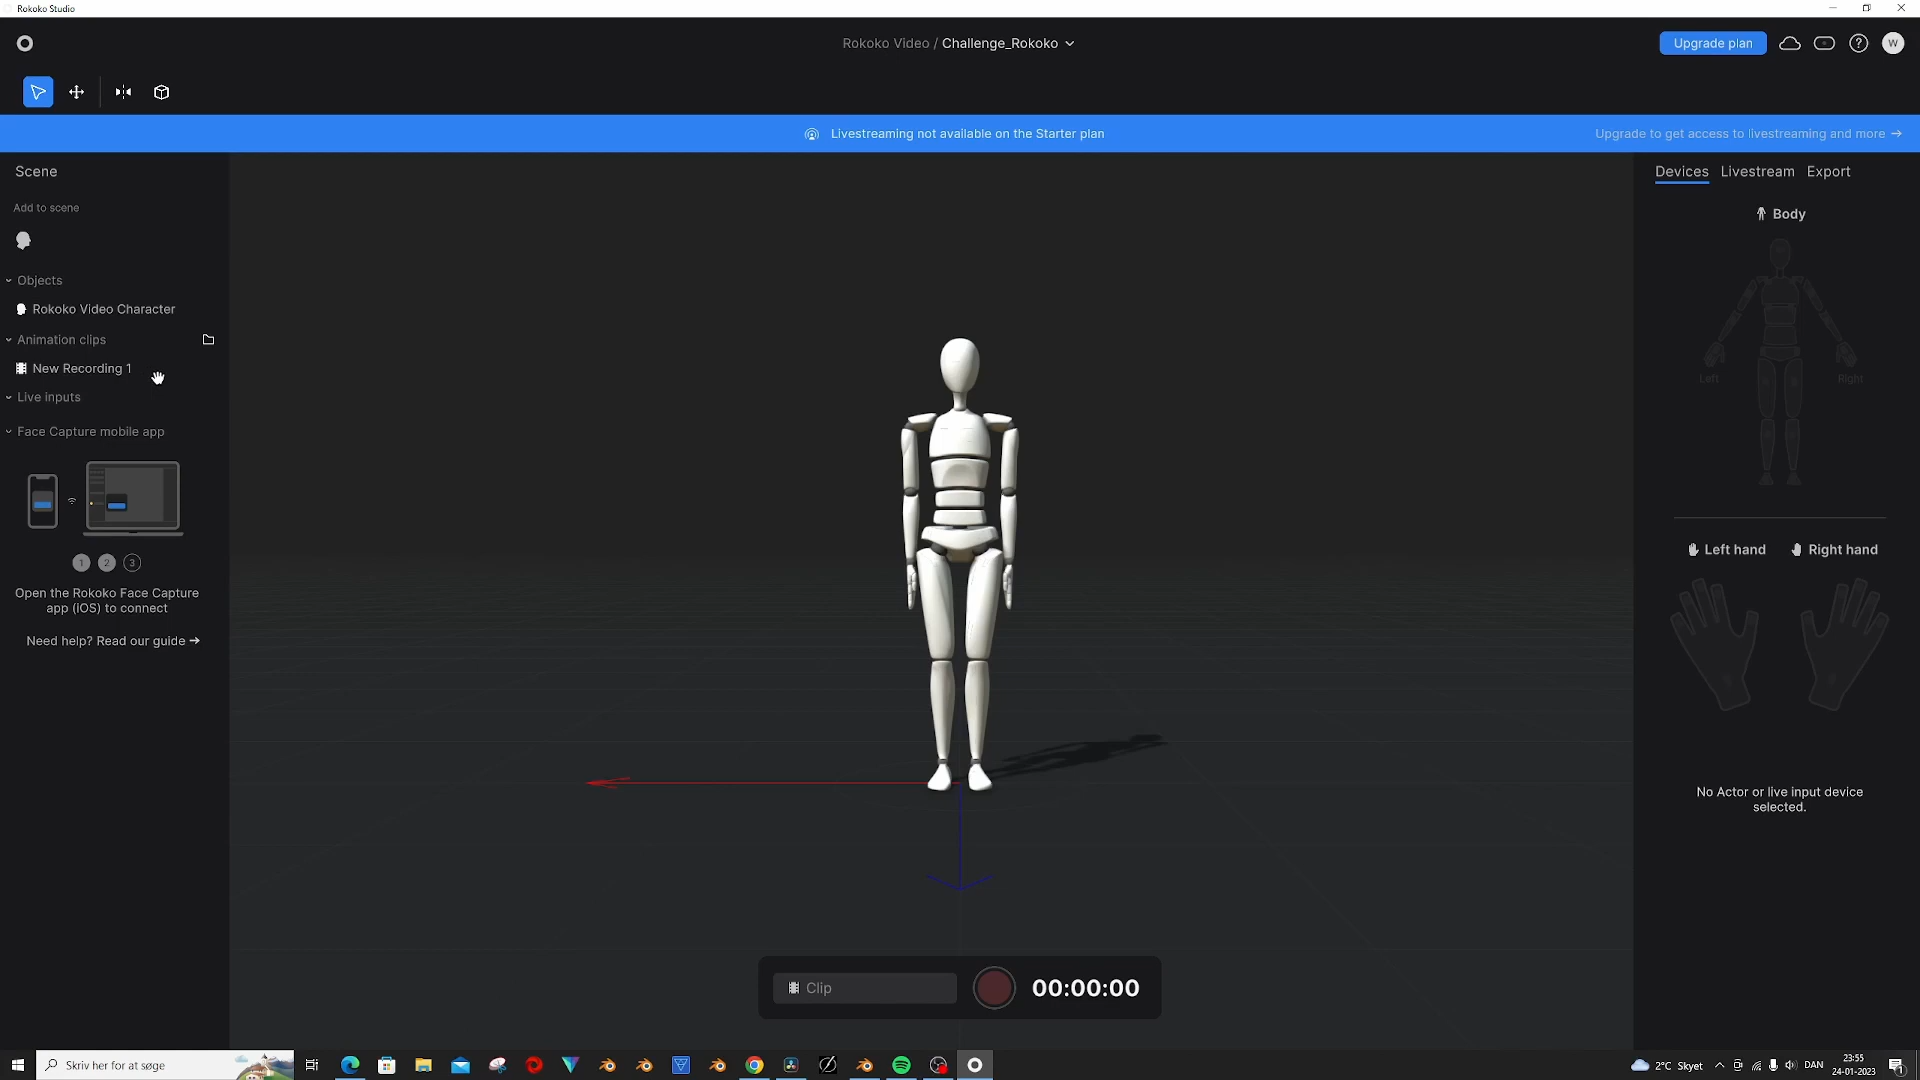 Rokoko Studio
Rokoko Video / Challenge_Rokoko
Upgrade plan
W
Livestreaming not available on the Starter plan
Upgrade to get access to livestreaming and more →
Scene
Add to scene
Objects
Rokoko Video Character
Animation clips
New Recording 1
Live inputs
Face Capture mobile app
1 2 3
Open the Rokoko Face Capture
app (iOS) to connect
Need help? Read our guide →
Devices Livestream Export
Body
Left Right
Left hand Right hand
No Actor or live input device
selected.
Clip 00:00:00
Skriv her for at søge
2°C Skyet
DAN
23:55
24-01-2023
1